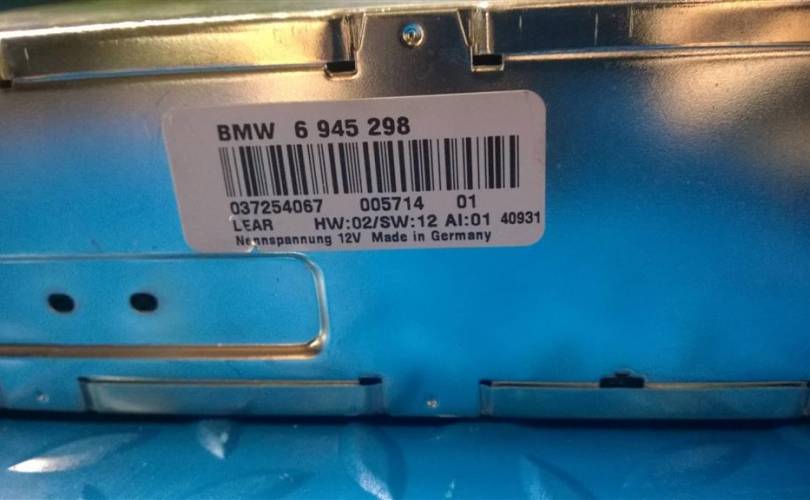 BMW 6 945 298
037254067 005714 01
LEAR HW:02/SW:12 AI:01 40931
Nennspannung 12V Made in Germany